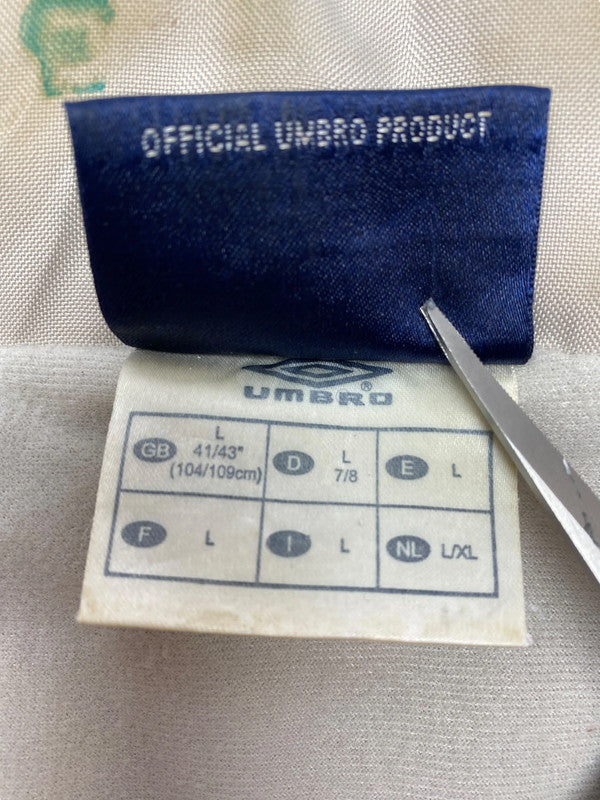 OFFICIAL UMBRO PRODUCT
UMBRO®
GB L 41/43" (104/109cm)
D L 7/8
E L
F L
I L
NL L/XL